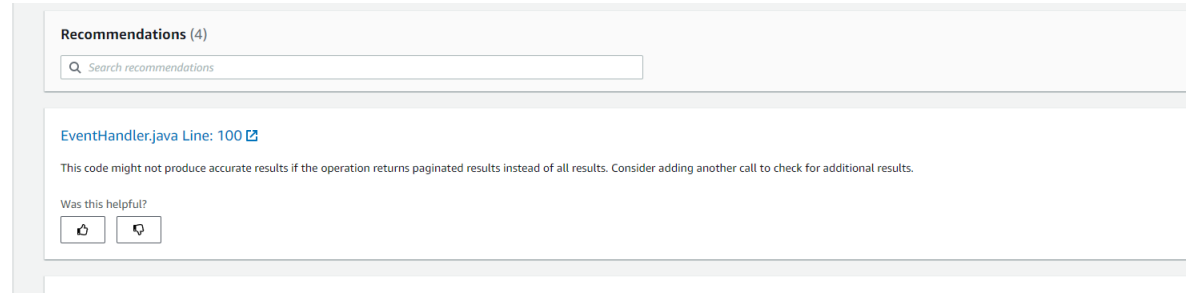 Recommendations (4)
Search recommendations
EventHandler.java Line: 100
This code might not produce accurate results if the operation returns paginated results instead of all results. Consider adding another call to check for additional results.
Was this helpful?